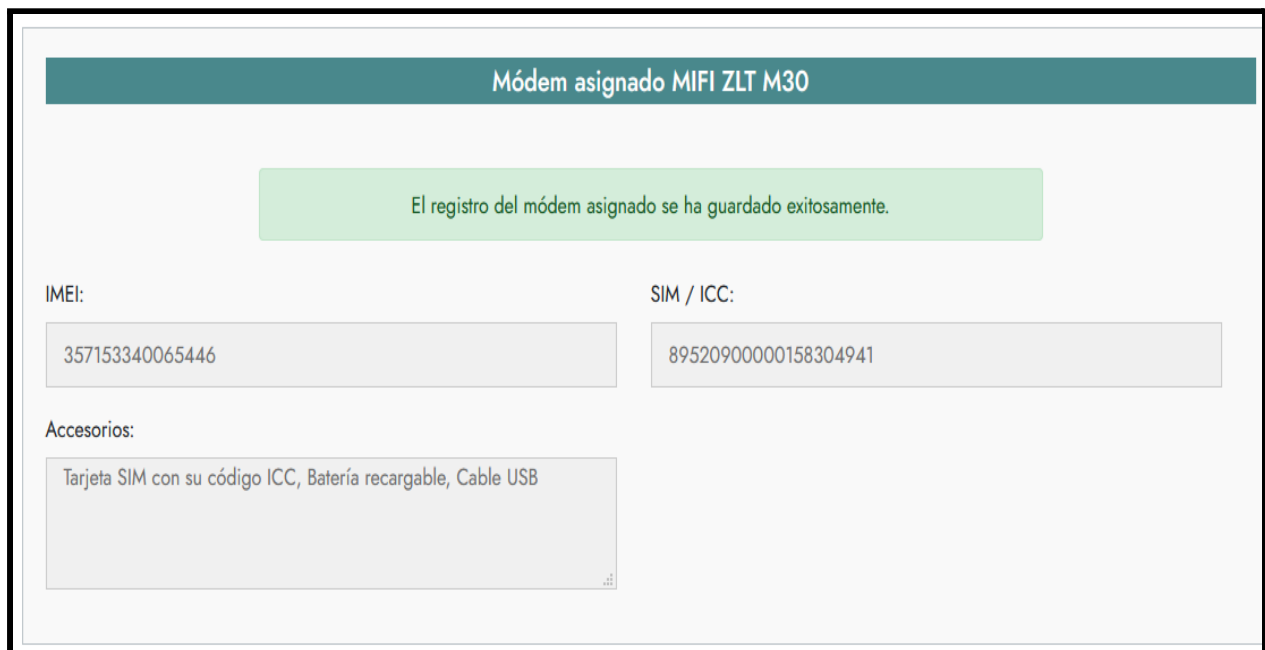 Módem asignado MIFI ZLT M30
El registro del módem asignado se ha guardado exitosamente.
IMEI:
SIM / ICC:
357153340065446
89520900000158304941
Accesorios:
Tarjeta SIM con su código ICC, Batería recargable, Cable USB